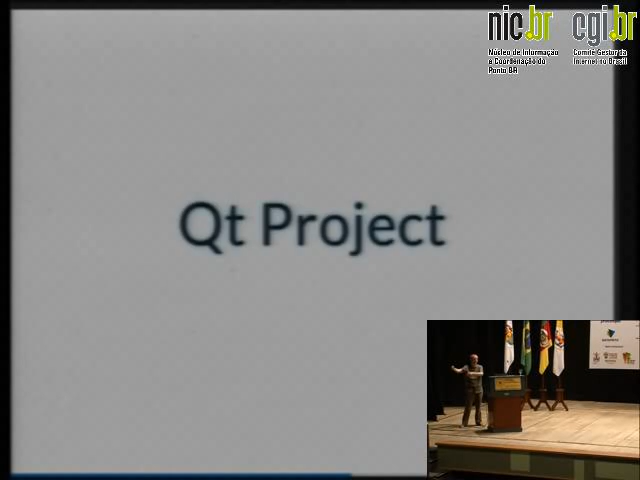 nic.br cgi.br
Núcleo de Informação
e Coordenação do
Ponto BR
Comitê Gestor da
Internet no Brasil
Qt Project